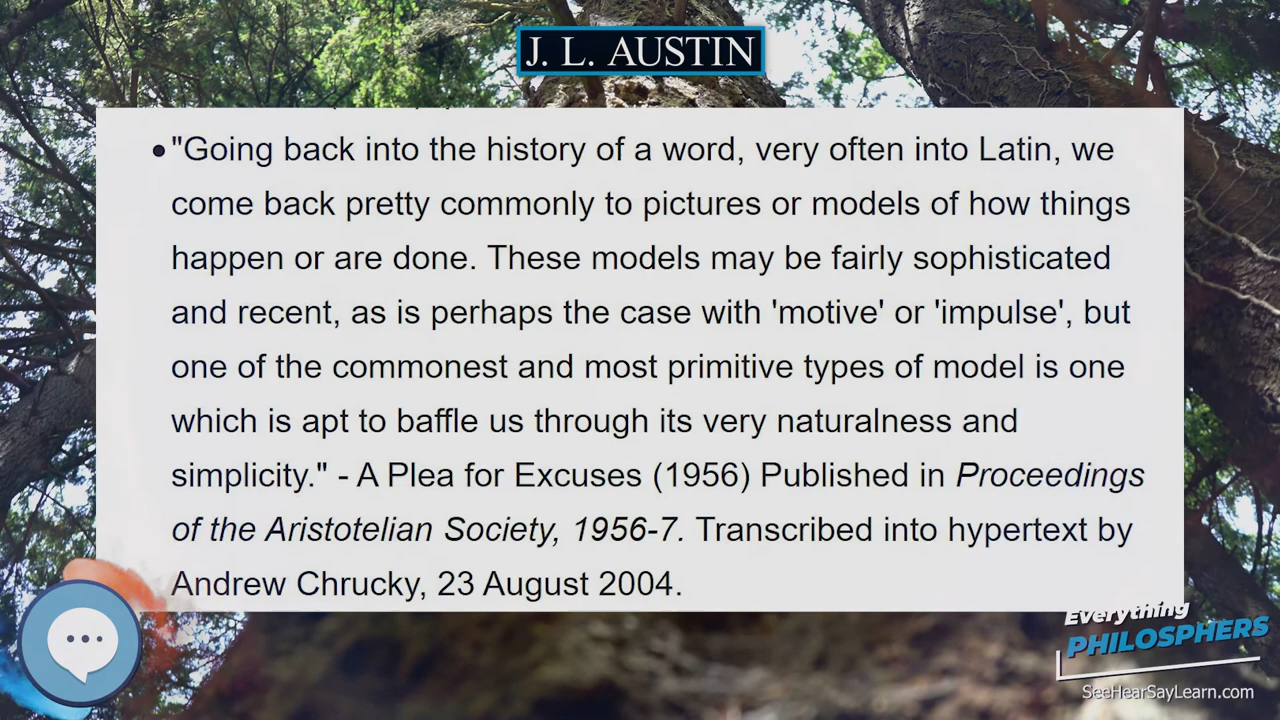 J. L. AUSTIN
• "Going back into the history of a word, very often into Latin, we
come back pretty commonly to pictures or models of how things
happen or are done. These models may be fairly sophisticated
and recent, as is perhaps the case with 'motive' or 'impulse', but
one of the commonest and most primitive types of model is one
which is apt to baffle us through its very naturalness and
simplicity." - A Plea for Excuses (1956) Published in Proceedings
of the Aristotelian Society, 1956-7. Transcribed into hypertext by
Andrew Chrucky, 23 August 2004.
Everything
PHILOSPHERS
SeeHearSayLearn.com